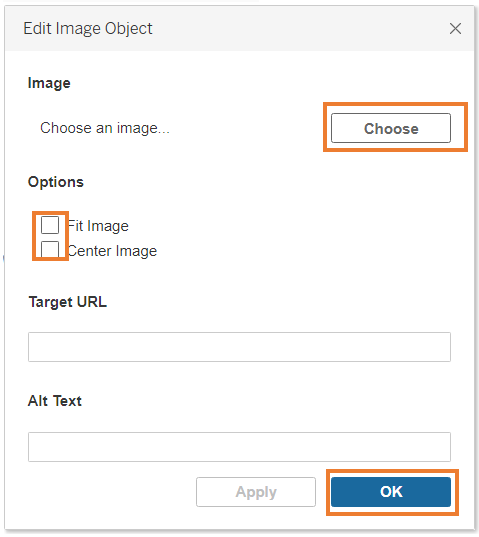 Edit Image Object
Image
Choose an image...
Choose
Options
Fit Image
Center Image
Target URL
Alt Text
Apply
OK